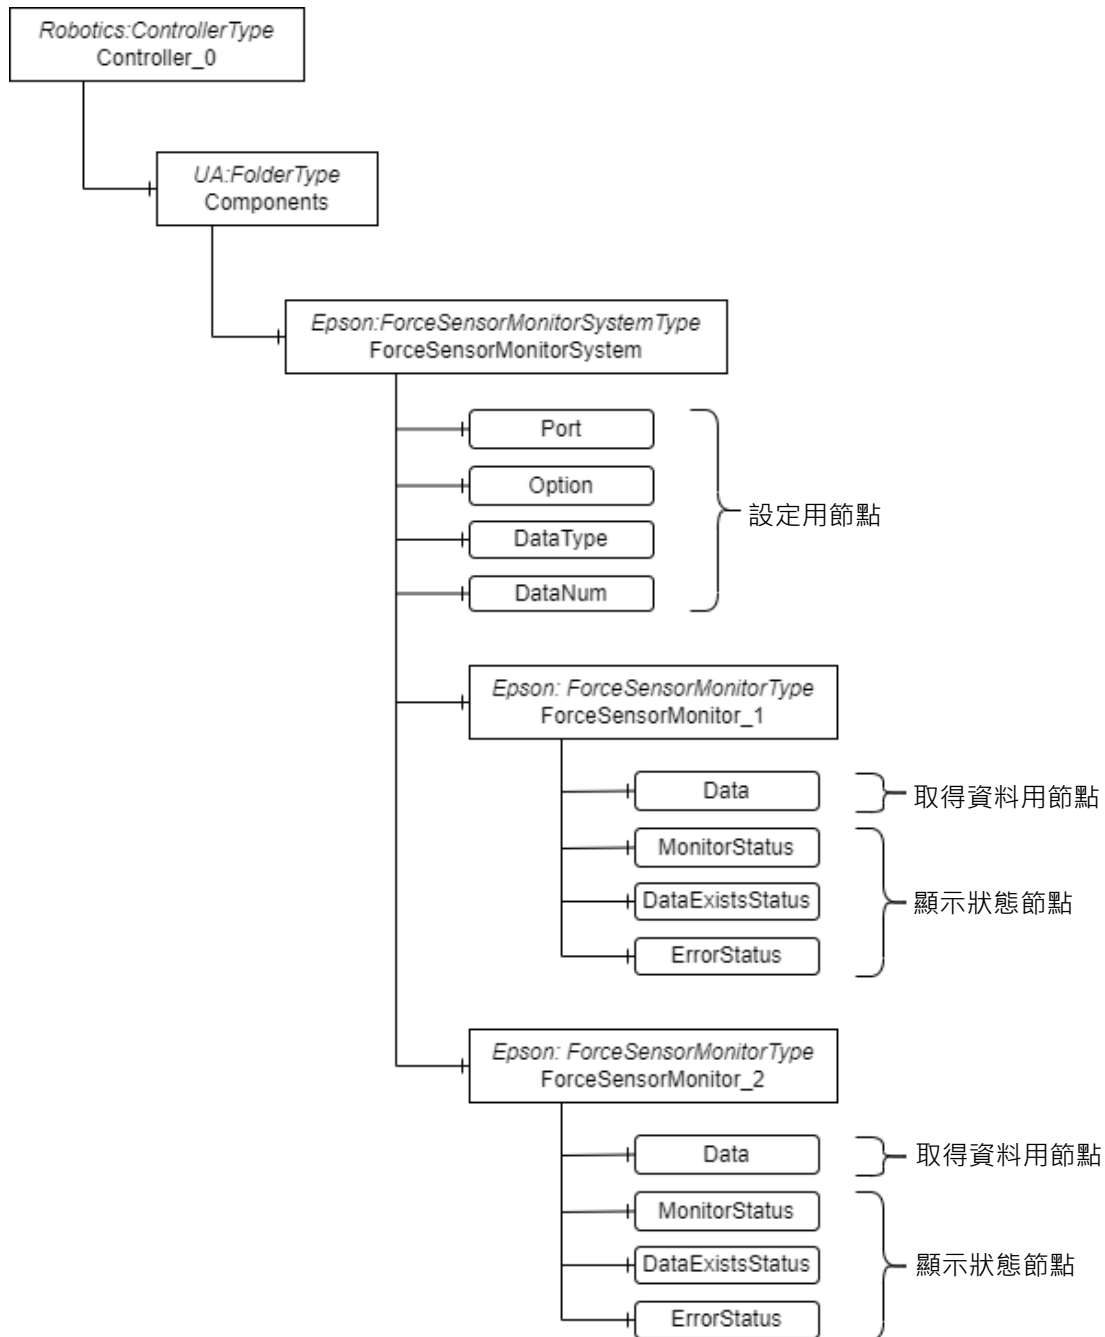 Robotics:ControllerType
Controller_0
UA:FolderType
Components
Epson:ForceSensorMonitorSystemType
ForceSensorMonitorSystem
Port
Option
DataType
DataNum
設定用節點
Epson: ForceSensorMonitorType
ForceSensorMonitor_1
Data
取得資料用節點
MonitorStatus
DataExistsStatus
ErrorStatus
顯示狀態節點
Epson: ForceSensorMonitorType
ForceSensorMonitor_2
Data
取得資料用節點
MonitorStatus
DataExistsStatus
ErrorStatus
顯示狀態節點